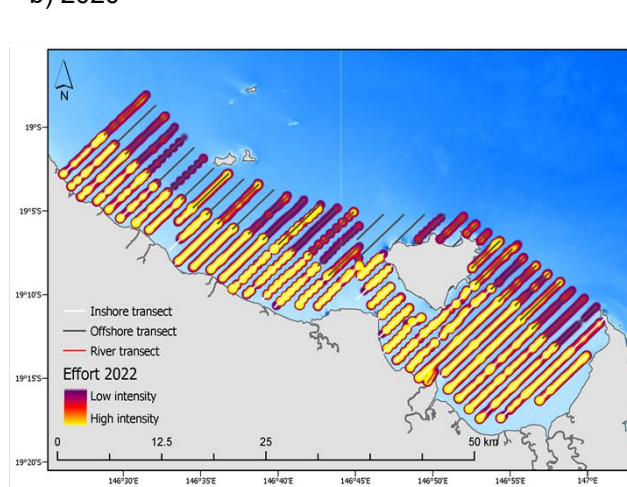 b) 2020
N
19°S
19°5'S
19°10'S
Inshore transect
Offshore transect
River transect
Effort 2022
19°15'S
Low intensity
High intensity
0 12.5 25 50 km
19°20'S
146°30'E 146°35'E 146°40'E 146°45'E 146°50'E 146°55'E 147°E